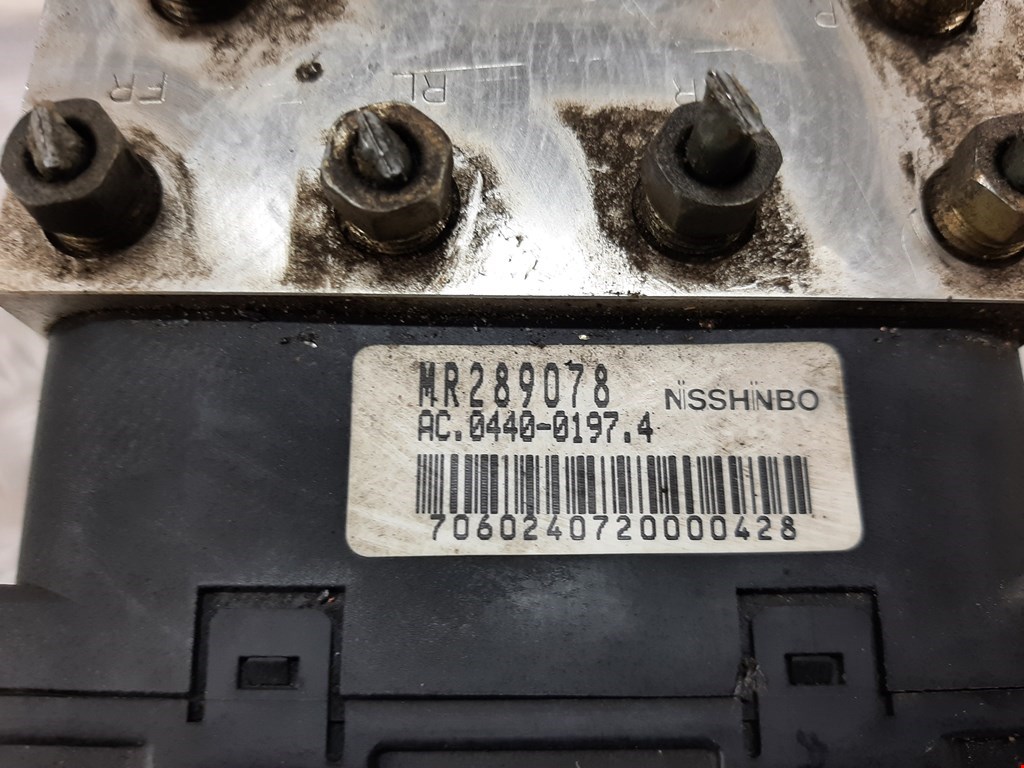 FR
RL
R
P
MR289078
NISSHINBO
AC.0440-0197.4
7060240720000428